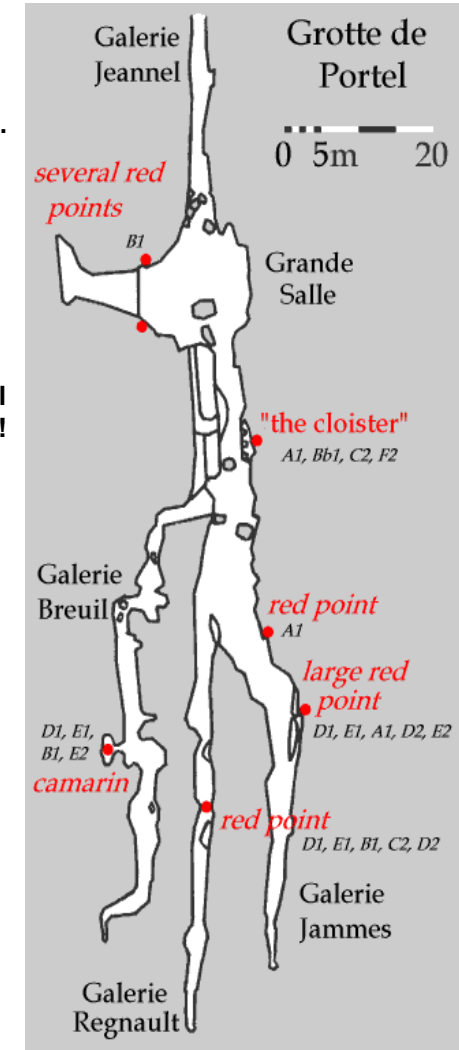 Galerie
Jeannel
Grotte de
Portel
0 5m 20
.
several red
points
B1
Grande
Salle
l
!
"the cloister"
A1, Bb1, C2, F2
Galerie
Breuil
red point
A1
large red
point
D1, E1, A1, D2, E2
D1, E1,
B1, E2
camarin
red point
D1, E1, B1, C2, D2
Galerie
Jammes
Galerie
Regnault